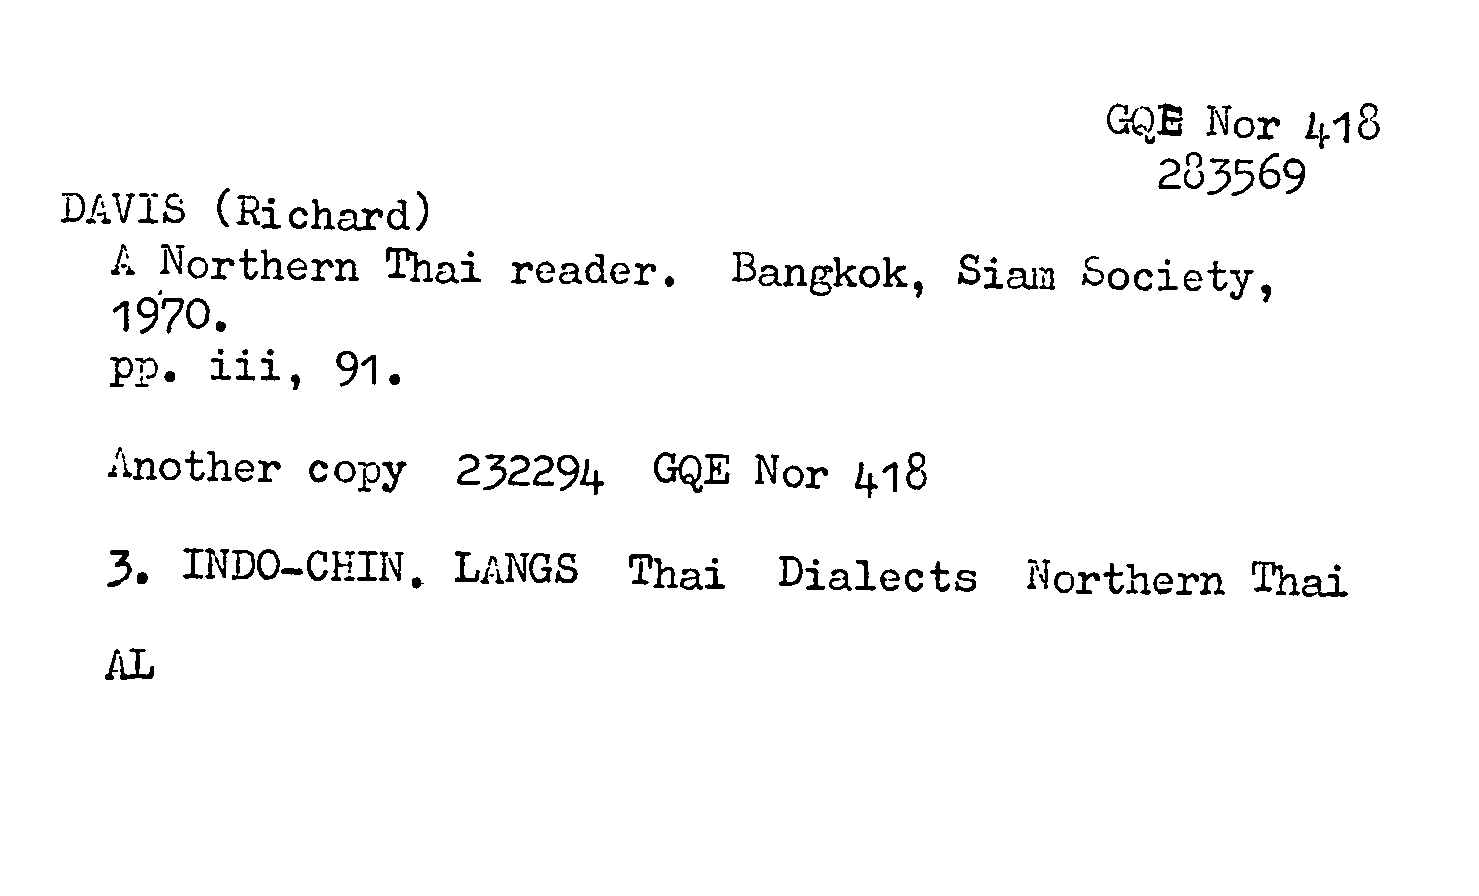 GQE Nor 418
283569
DAVIS (Richard)
A Northern Thai reader. Bangkok, Siam Society,
1970.
pp. iii, 91.
Another copy 232294 GQE Nor 418
3. INDO-CHIN. LANGS Thai Dialects Northern Thai
AL